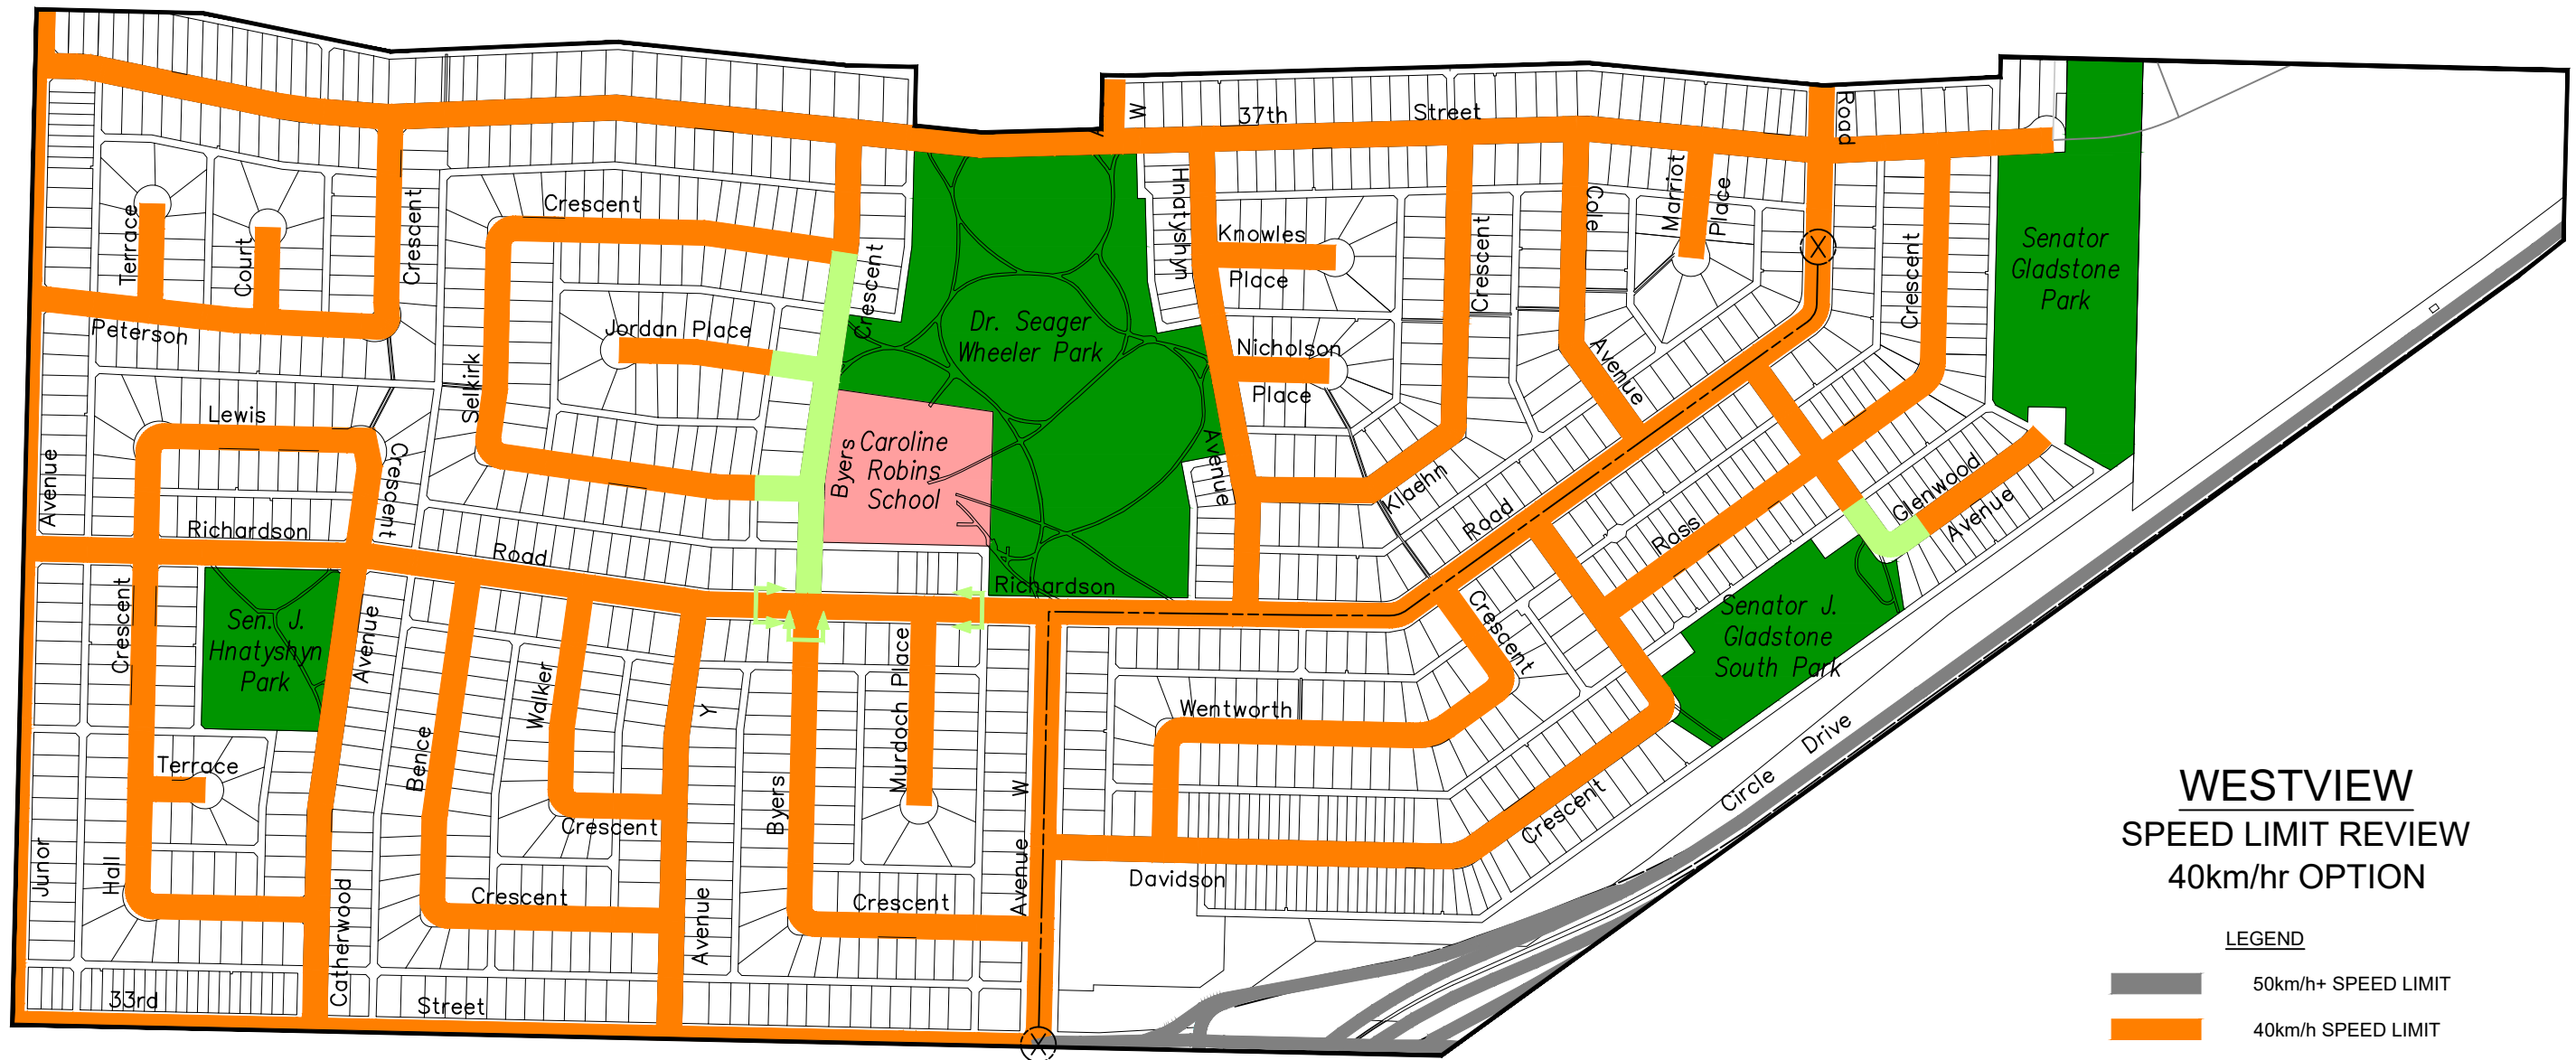 W
37th
Street
Road
Crescent
Terrace
Court
Crescent
Crescent
Hnatyshyn
Knowles
Place
Crescent
Cole
Marriot
Place
Crescent
Senator
Gladstone
Park
Peterson
Selkirk
Jordan Place
Dr. Seager
Wheeler Park
Nicholson
Place
Avenue
Lewis
Crescent
Avenue
Richardson
Road
Byers
Caroline
Robins
School
Avenue
Klaehn
Road
Ross
Glenwood
Avenue
Richardson
Crescent
Sen. J.
Hnatyshyn
Park
Avenue
Crescent
Walker
Y
Murdoch Place
Senator J.
Gladstone
South Park
Wentworth
Crescent
Terrace
Bence
Byers
W
Circle
Drive
Crescent
Crescent
Junor
Hall
Catherwood
Crescent
Avenue
Crescent
Avenue
Davidson
33rd
Street
X
X
WESTVIEW
SPEED LIMIT REVIEW
40km/hr OPTION
LEGEND
50km/h+ SPEED LIMIT
40km/h SPEED LIMIT